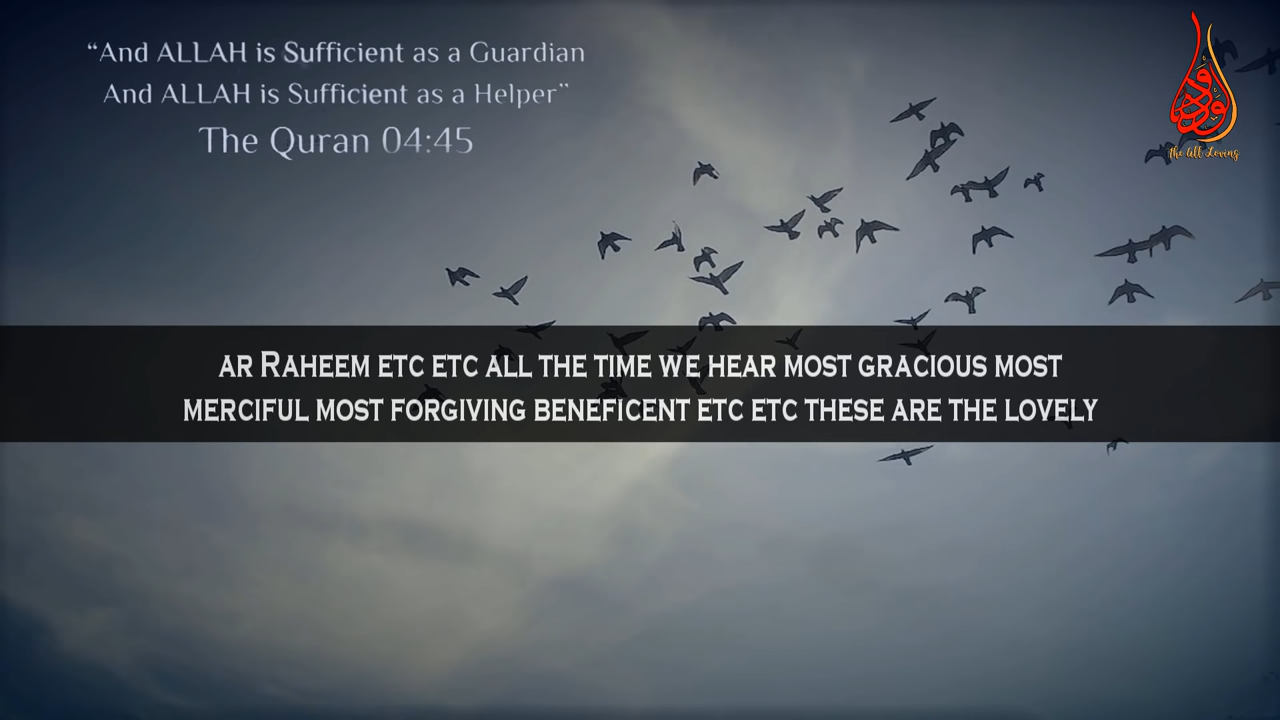 “And ALLAH is Sufficient as a Guardian
And ALLAH is Sufficient as a Helper”
The Quran 04:45
الودود
the All Loving
AR RAHEEM ETC ETC ALL THE TIME WE HEAR MOST GRACIOUS MOST
MERCIFUL MOST FORGIVING BENEFICENT ETC ETC THESE ARE THE LOVELY